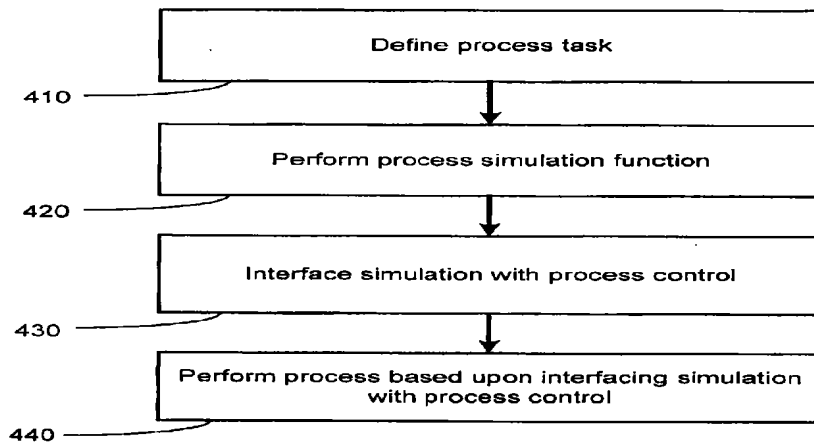 Define process task
410
Perform process simulation function
420
Interface simulation with process control
430
Perform process based upon interfacing simulation
with process control
440